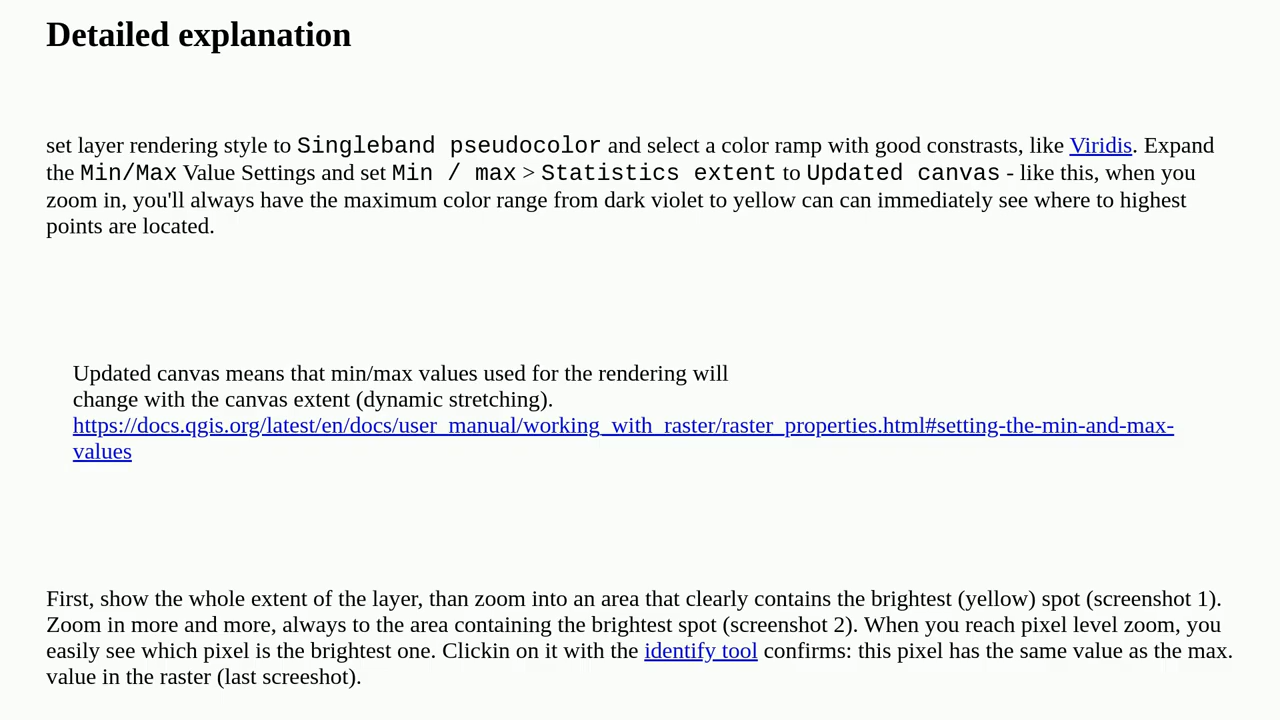 Detailed explanation
set layer rendering style to Singleband pseudocolor and select a color ramp with good constrasts, like Viridis. Expand
the Min/Max Value Settings and set Min / max > Statistics extent to Updated canvas - like this, when you
zoom in, you'll always have the maximum color range from dark violet to yellow can can immediately see where to highest
points are located.
Updated canvas means that min/max values used for the rendering will
change with the canvas extent (dynamic stretching).
https://docs.qgis.org/latest/en/docs/user_manual/working_with_raster/raster_properties.html#setting-the-min-and-max-
values
First, show the whole extent of the layer, than zoom into an area that clearly contains the brightest (yellow) spot (screenshot 1).
Zoom in more and more, always to the area containing the brightest spot (screenshot 2). When you reach pixel level zoom, you
easily see which pixel is the brightest one. Clickin on it with the identify tool confirms: this pixel has the same value as the max.
value in the raster (last screeshot).